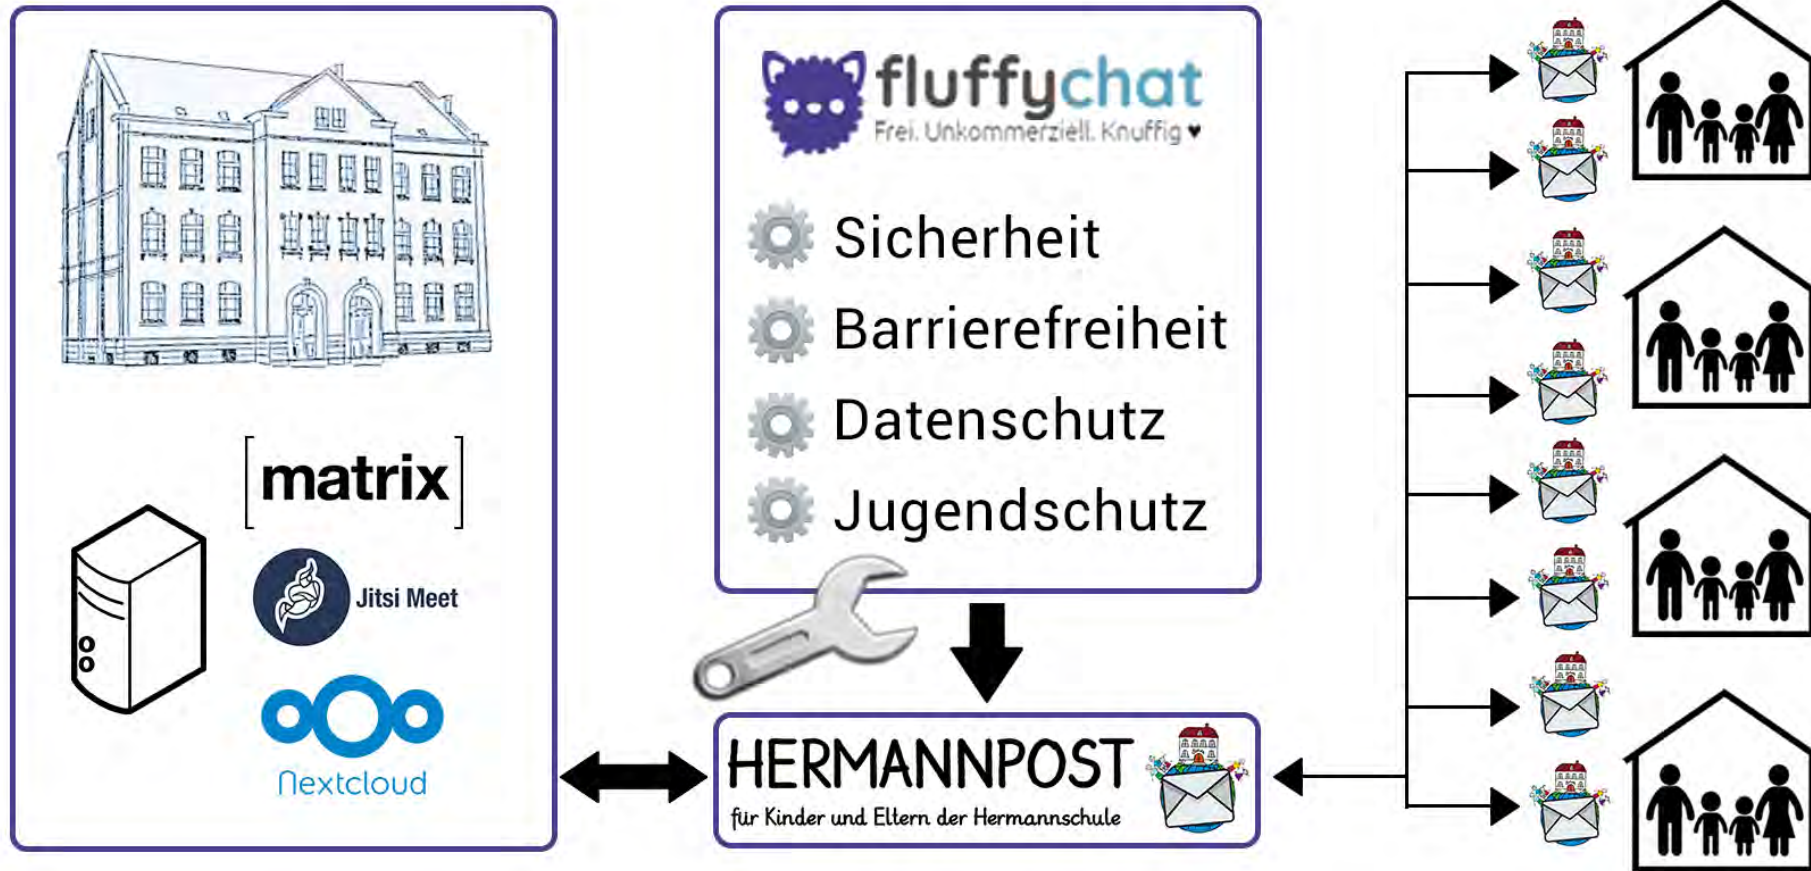 [matrix]
Jitsi Meet
Nextcloud
fluffychat
Frei. Unkommerziell. Knuffig ♥
Sicherheit
Barrierefreiheit
Datenschutz
Jugendschutz
HERMANNPOST
für Kinder und Eltern der Hermannschule